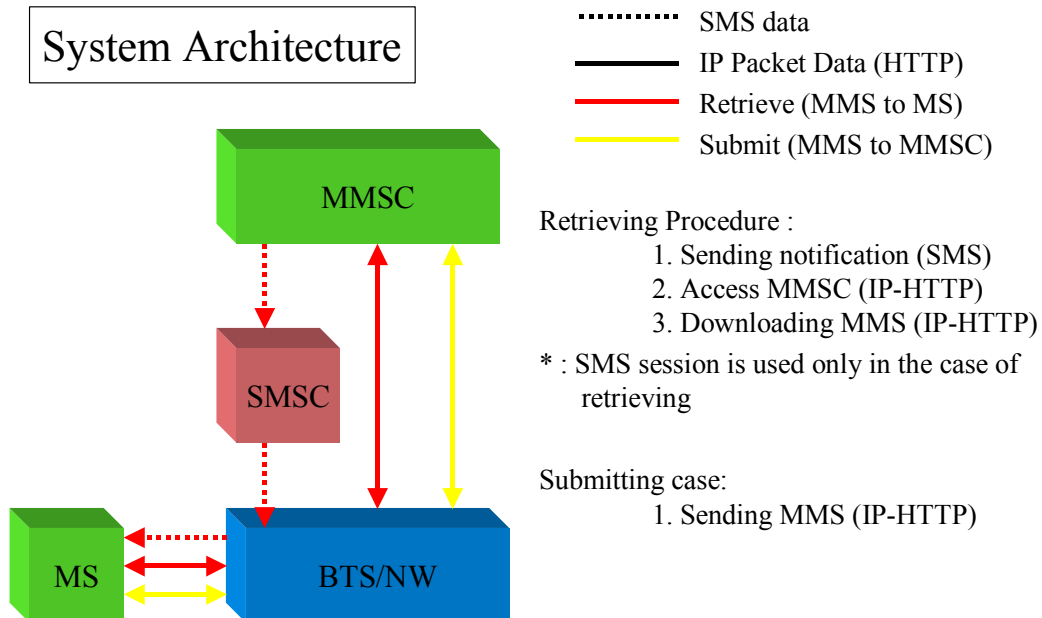 System Architecture
SMS data
IP Packet Data (HTTP)
Retrieve (MMS to MS)
Submit (MMS to MMSC)
MMSC
SMSC
MS
BTS/NW
Retrieving Procedure :
1. Sending notification (SMS)
2. Access MMSC (IP-HTTP)
3. Downloading MMS (IP-HTTP)
* : SMS session is used only in the case of
retrieving
Submitting case:
1. Sending MMS (IP-HTTP)